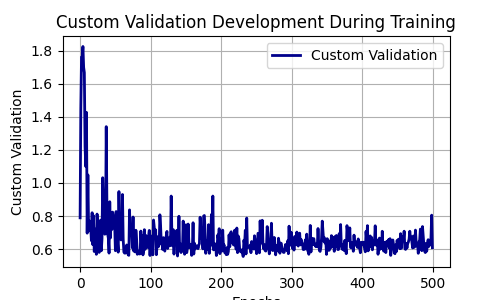 Custom Validation Development During Training
Custom Validation
1.8
1.6
1.4
1.2
1.0
0.8
0.6
Custom Validation
0 100 200 300 400 500
Epochs